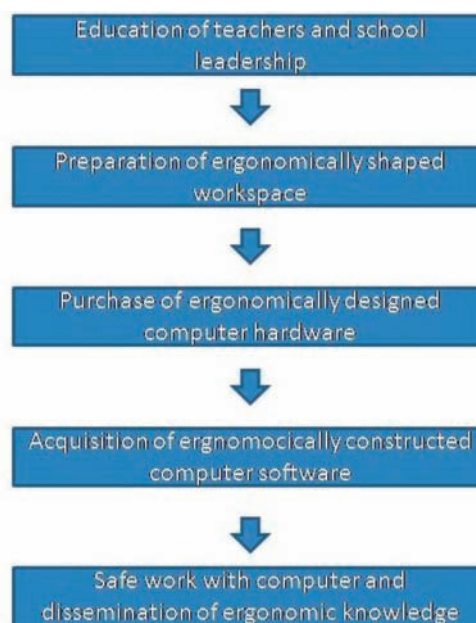 Education of teachers and school
leadership
Preparation of ergonomically shaped
workspace
Purchase of ergonomically designed
computer hardware
Acquisition of ergnomocically constructed
computer software
Safe work with computer and
dissemination of ergonomic knowledge